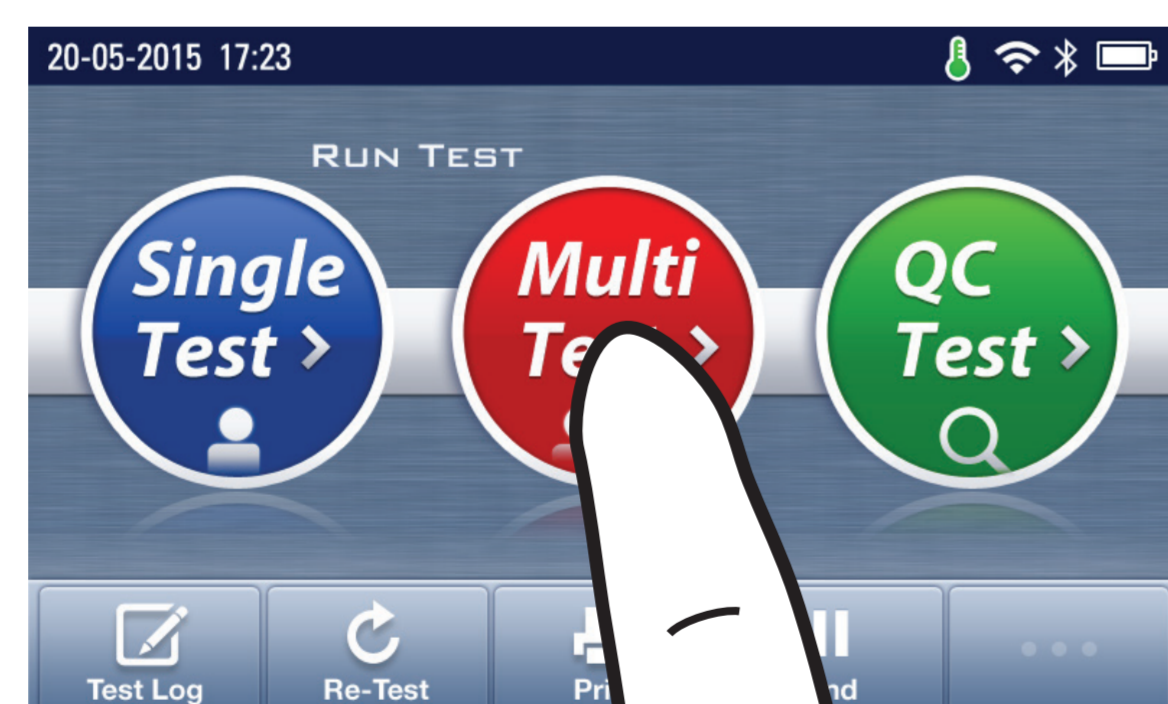 20-05-2015 17:23
RUN TEST
Single
Test
Multi
QC
Test
Test Log
Re-Test